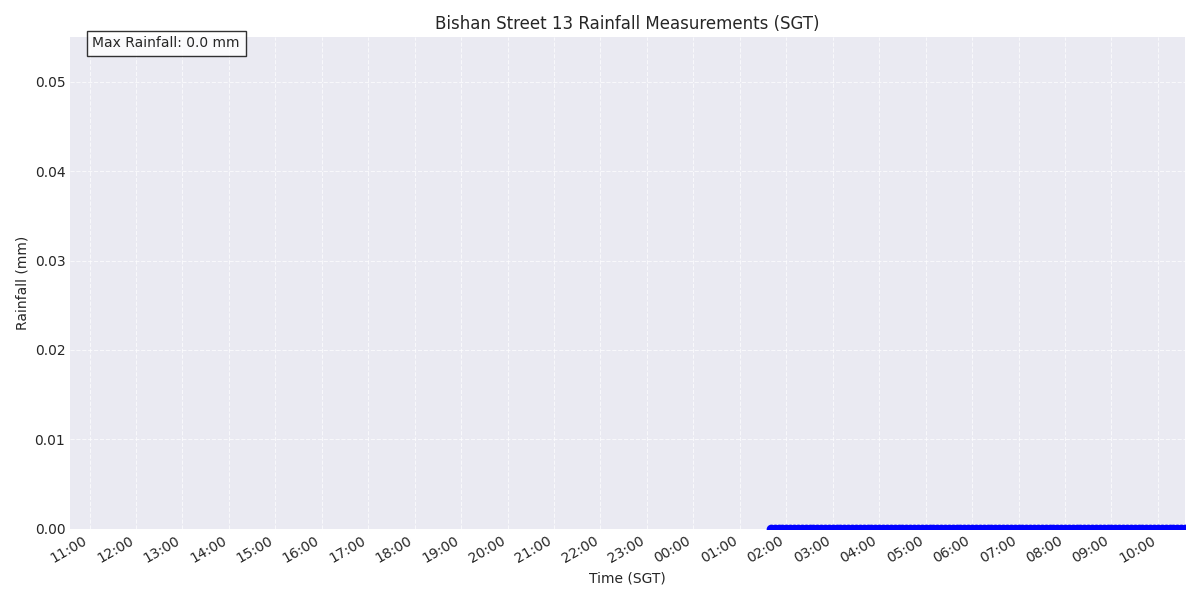 Bishan Street 13 Rainfall Measurements (SGT)
Max Rainfall: 0.0 mm
0.05
0.04
0.03
0.02
0.01
0.00
Rainfall (mm)
11:00 12:00 13:00 14:00 15:00 16:00 17:00 18:00 19:00 20:00 21:00 22:00 23:00 00:00 01:00 02:00 03:00 04:00 05:00 06:00 07:00 08:00 09:00 10:00
Time (SGT)